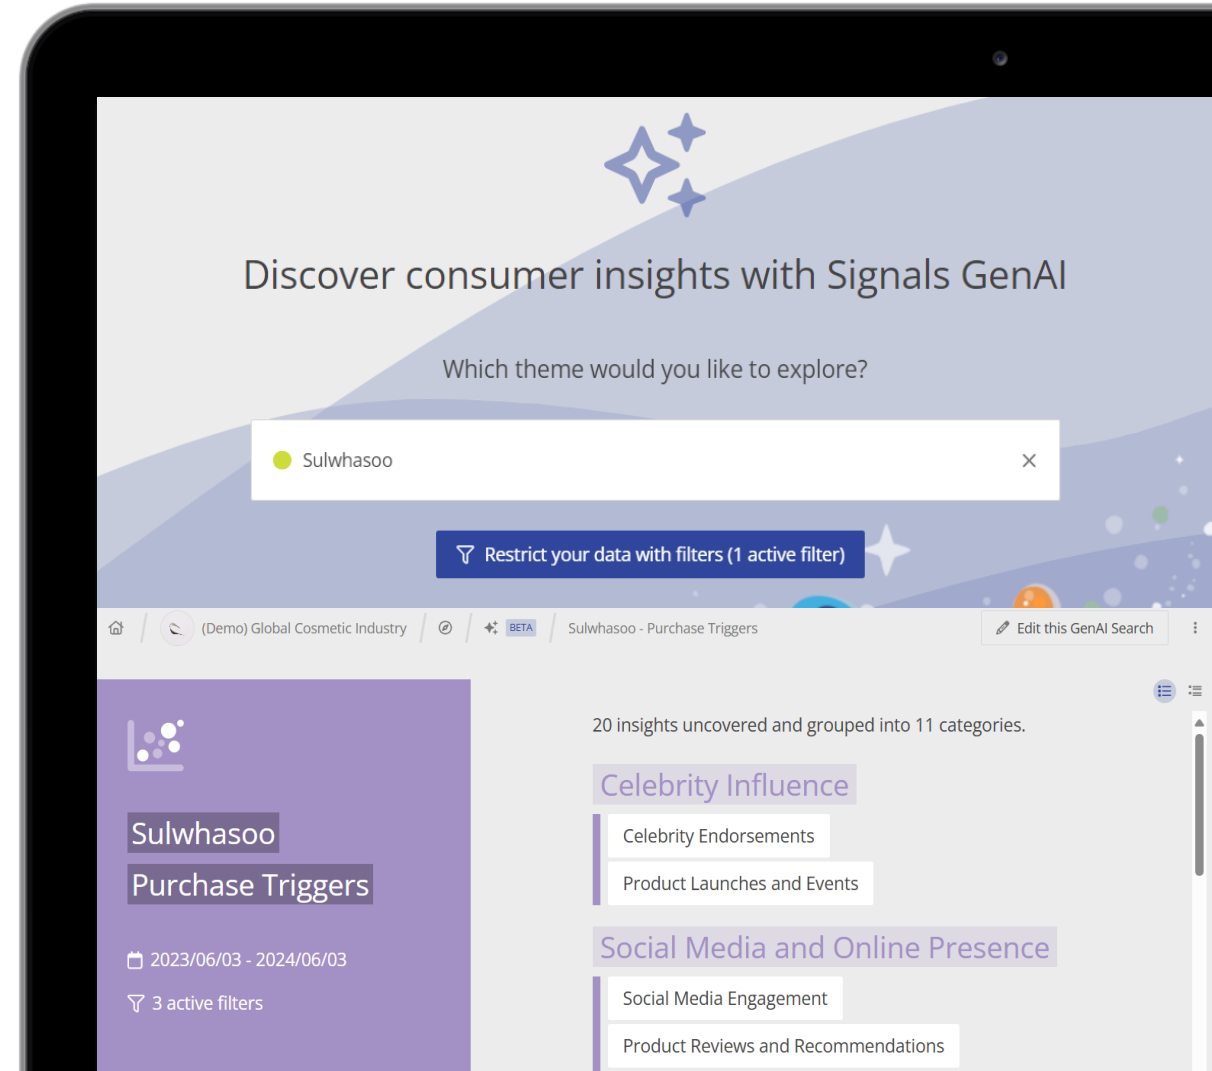 Discover consumer insights with Signals GenAI
Which theme would you like to explore?
Sulwhasoo
Restrict your data with filters (1 active filter)
(Demo) Global Cosmetic Industry
BETA
Sulwhasoo - Purchase Triggers
Edit this GenAI Search
Sulwhasoo
Purchase Triggers
2023/06/03 - 2024/06/03
3 active filters
20 insights uncovered and grouped into 11 categories.
Celebrity Influence
Celebrity Endorsements
Product Launches and Events
Social Media and Online Presence
Social Media Engagement
Product Reviews and Recommendations